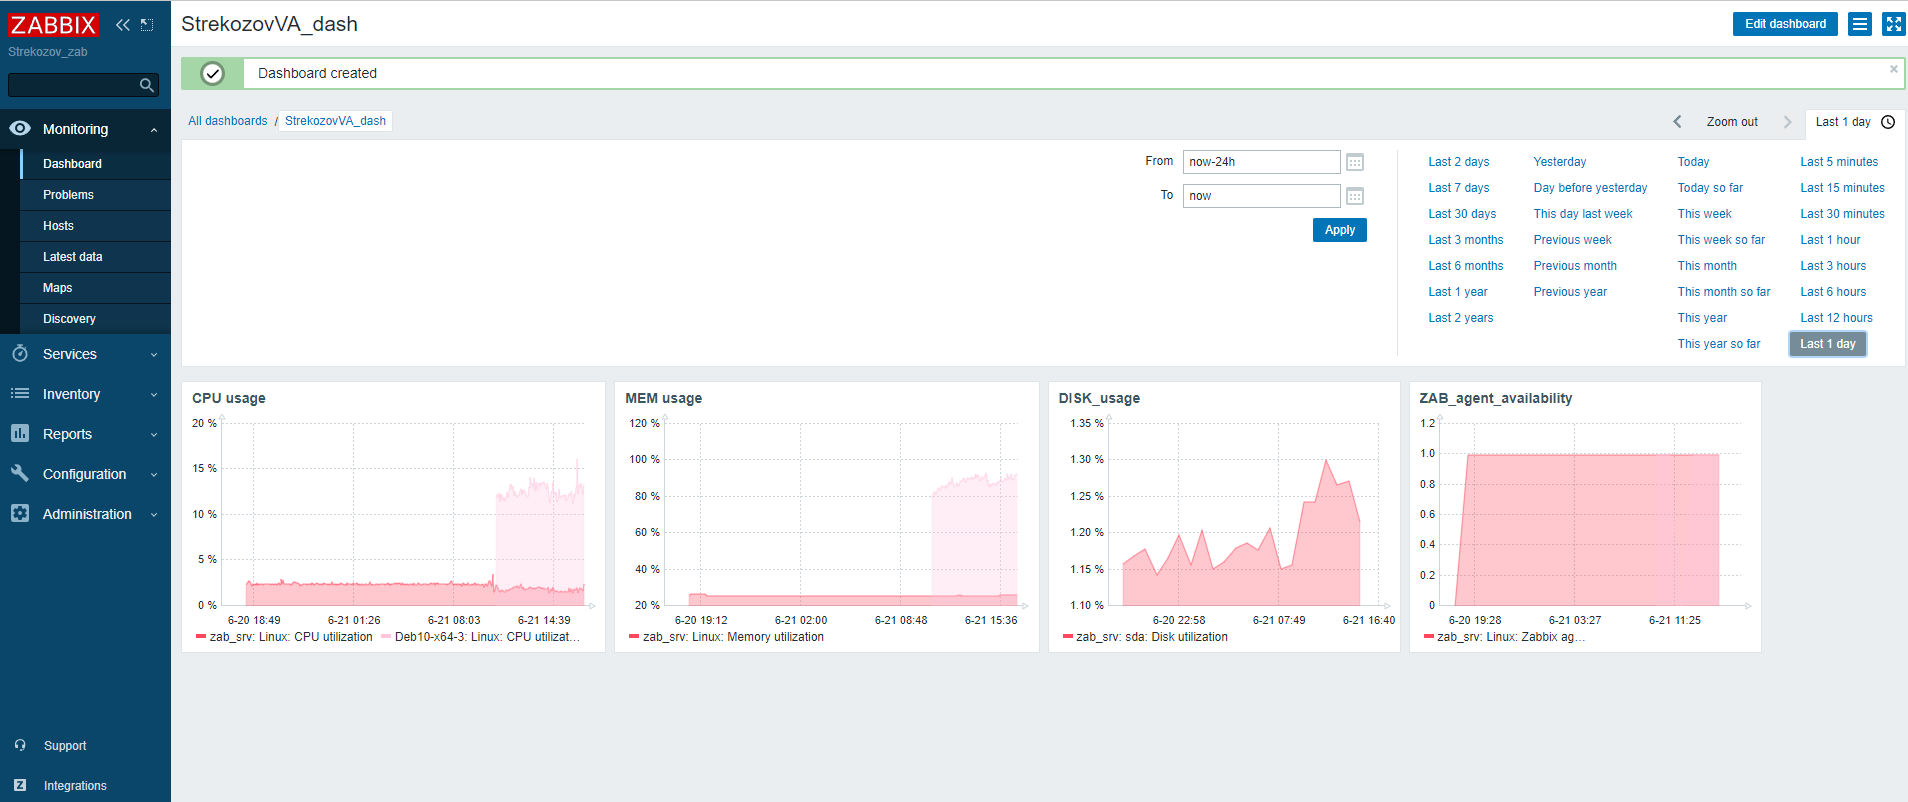 ZABBIX
Strekozov_zab
Monitoring
Dashboard
Problems
Hosts
Latest data
Maps
Discovery
Services
Inventory
Reports
Configuration
Administration
Support
Z Integrations
StrekozovVA_dash
Edit dashboard
Dashboard created
All dashboards / StrekozovVA_dash
Zoom out
Last 1 day
From now-24h
To now
Apply
Last 2 days Yesterday Today Last 5 minutes
Last 7 days Day before yesterday Today so far Last 15 minutes
Last 30 days This day last week This week Last 30 minutes
Last 3 months Previous week This week so far Last 1 hour
Last 6 months Previous month This month Last 3 hours
Last 1 year Previous year This month so far Last 6 hours
Last 2 years This year Last 12 hours
This year so far Last 1 day
CPU usage
20 %
15 %
10 %
5 %
0 %
6-20 18:49 6-21 01:26 6-21 08:03 6-21 14:39
zab_srv: Linux: CPU utilization Deb10-x64-3: Linux: CPU utilizat...
MEM usage
120 %
100 %
80 %
60 %
40 %
20 %
6-20 19:12 6-21 02:00 6-21 08:48 6-21 15:36
zab_srv: Linux: Memory utilization
DISK_usage
1.35 %
1.30 %
1.25 %
1.20 %
1.15 %
1.10 %
6-20 22:58 6-21 07:49 6-21 16:40
zab_srv: sda: Disk utilization
ZAB_agent_availability
1.2
1.0
0.8
0.6
0.4
0.2
0
6-20 19:28 6-21 03:27 6-21 11:25
zab_srv: Linux: Zabbix ag...